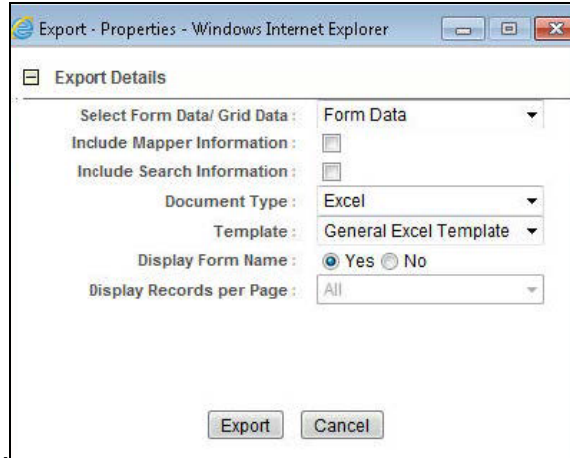 Export - Properties - Windows Internet Explorer
Export Details
Select Form Data/ Grid Data : Form Data
Include Mapper Information :
Include Search Information :
Document Type : Excel
Template : General Excel Template
Display Form Name : Yes No
Display Records per Page : All
Export Cancel